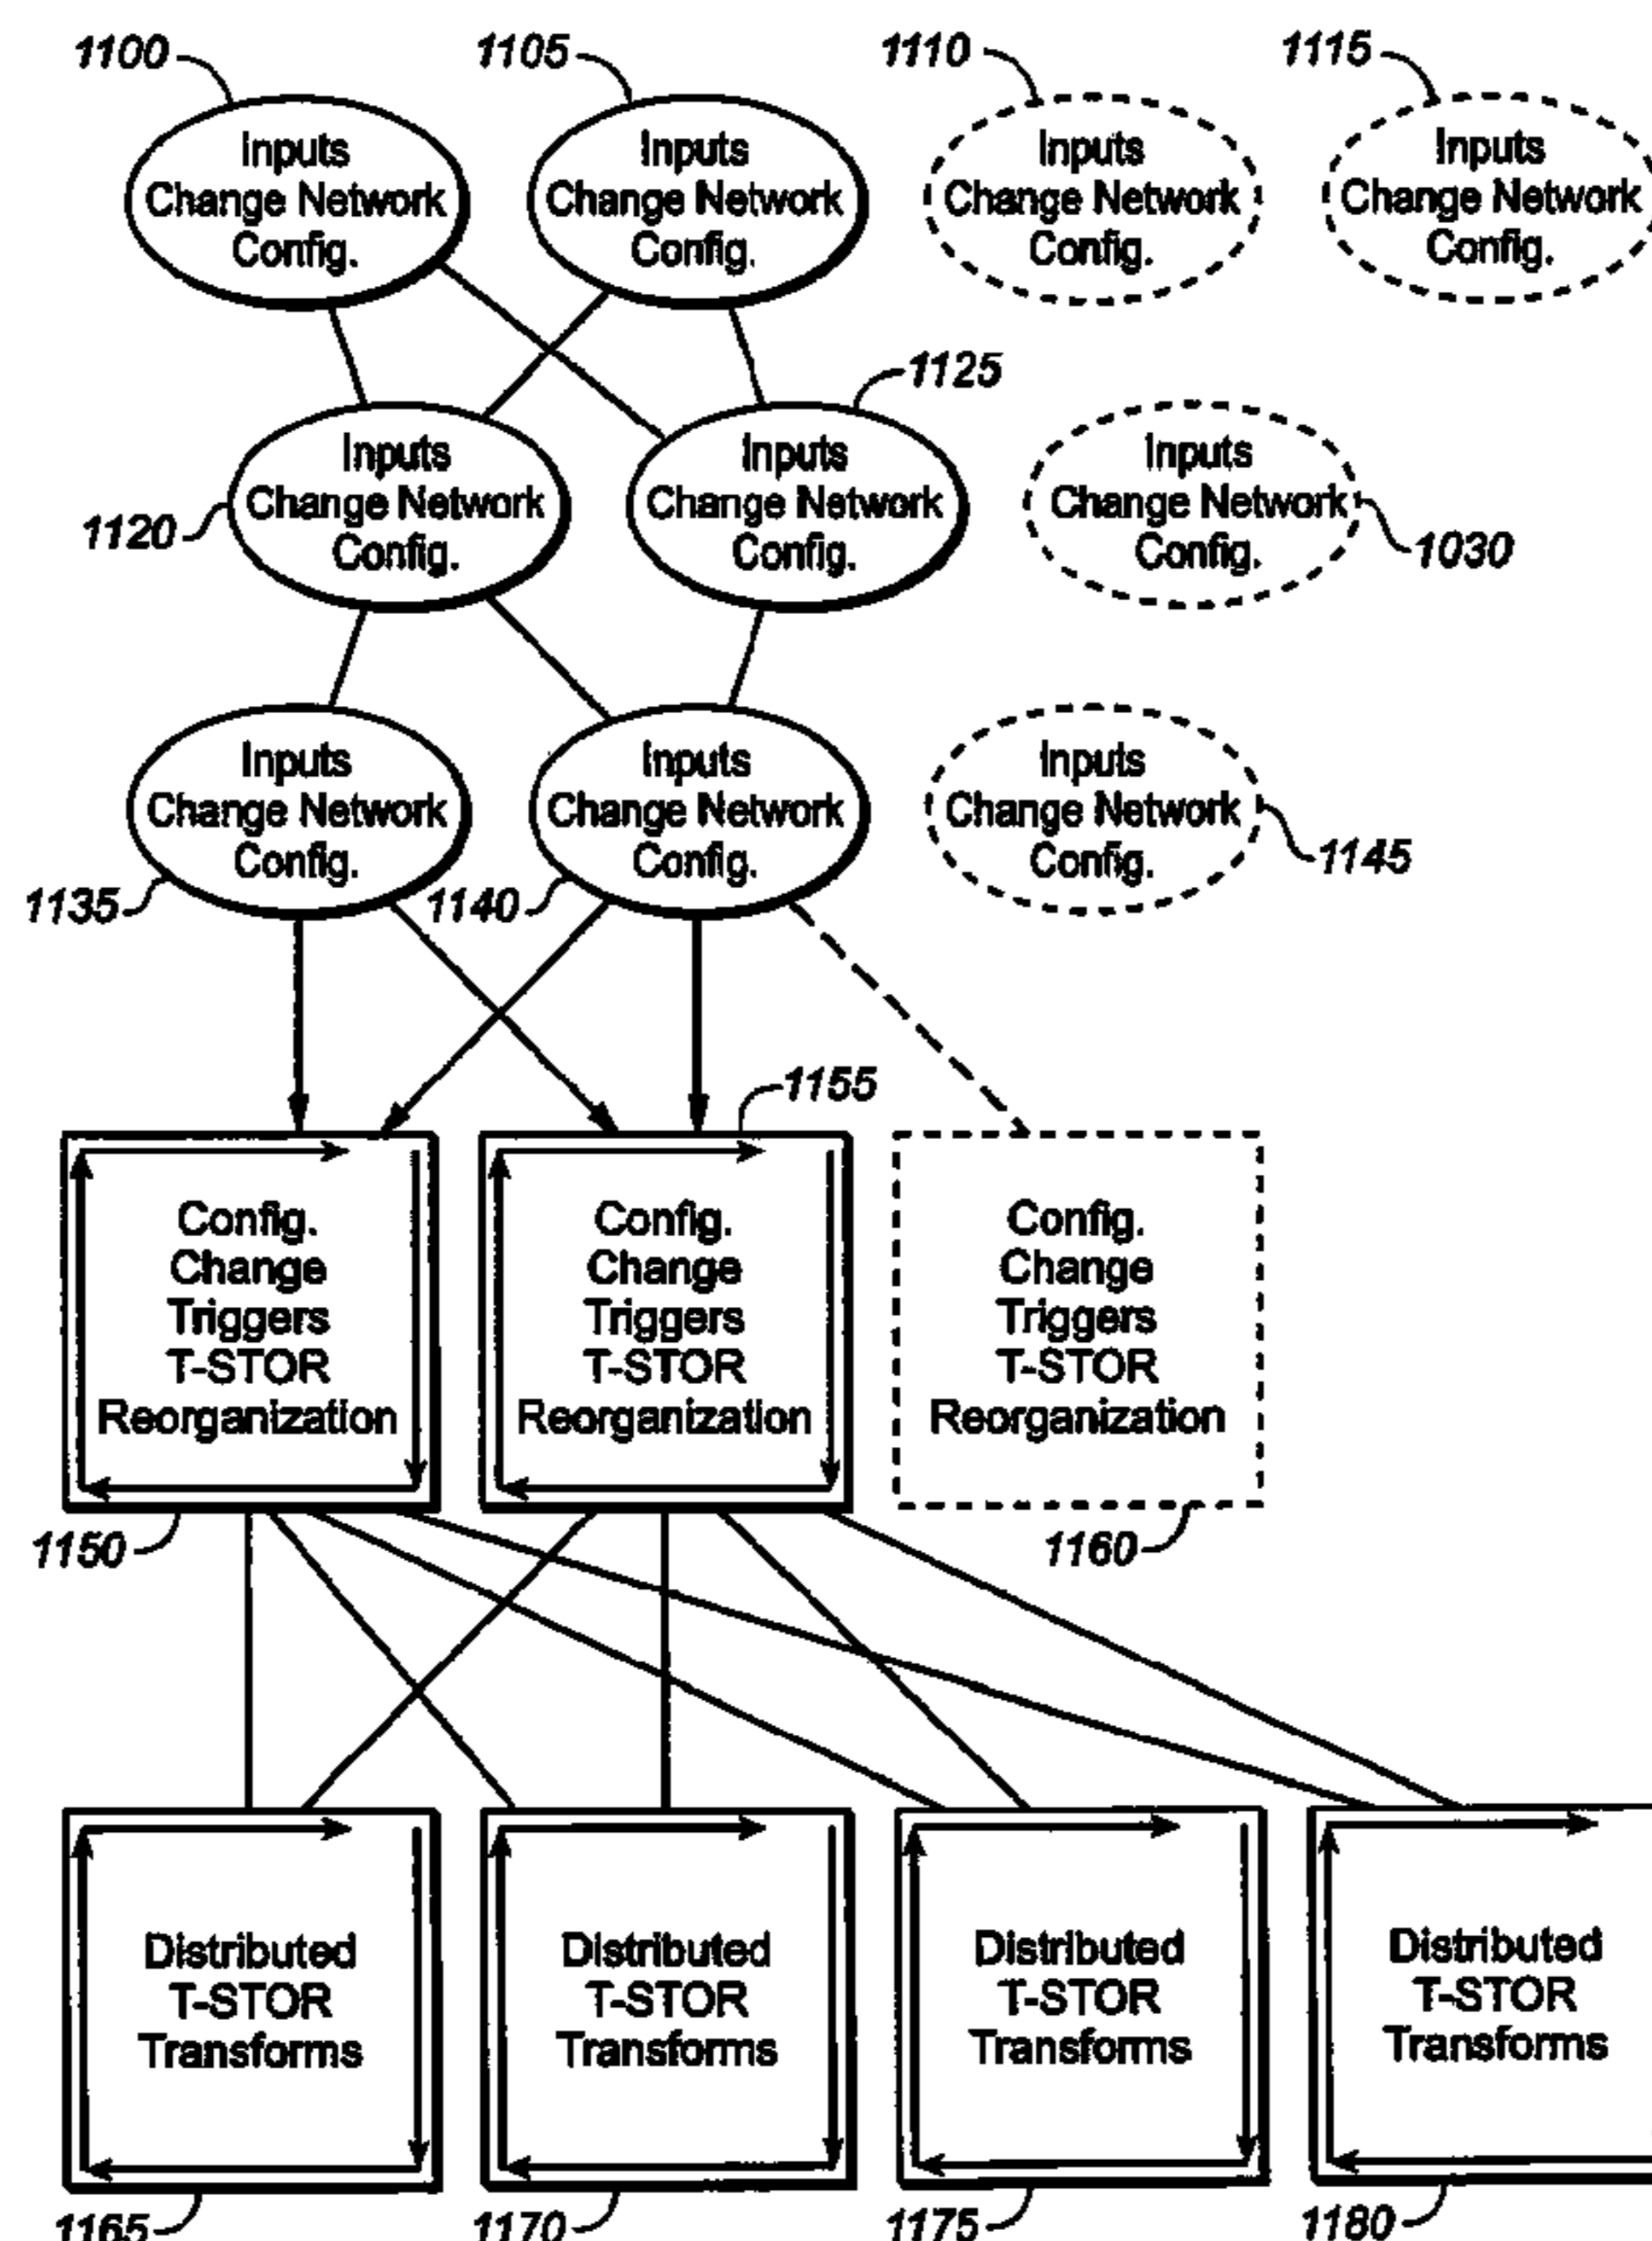 1100
1105
1110
1115
Inputs
Change Network
Config.
Inputs
Change Network
Config.
Inputs
Change Network
Config.
Inputs
Change Network
Config.
1125
Inputs
Change Network
Config.
1120
Inputs
Change Network
Config.
Inputs
Change Network
Config.
1030
Inputs
Change Network
Config.
1135
Inputs
Change Network
Config.
1140
Inputs
Change Network
Config.
1145
1155
Config.
Change
Triggers
T-STOR
Reorganization
Config.
Change
Triggers
T-STOR
Reorganization
Config.
Change
Triggers
T-STOR
Reorganization
1150
1160
Distributed
T-STOR
Transforms
Distributed
T-STOR
Transforms
Distributed
T-STOR
Transforms
Distributed
T-STOR
Transforms
1165
1170
1175
1180